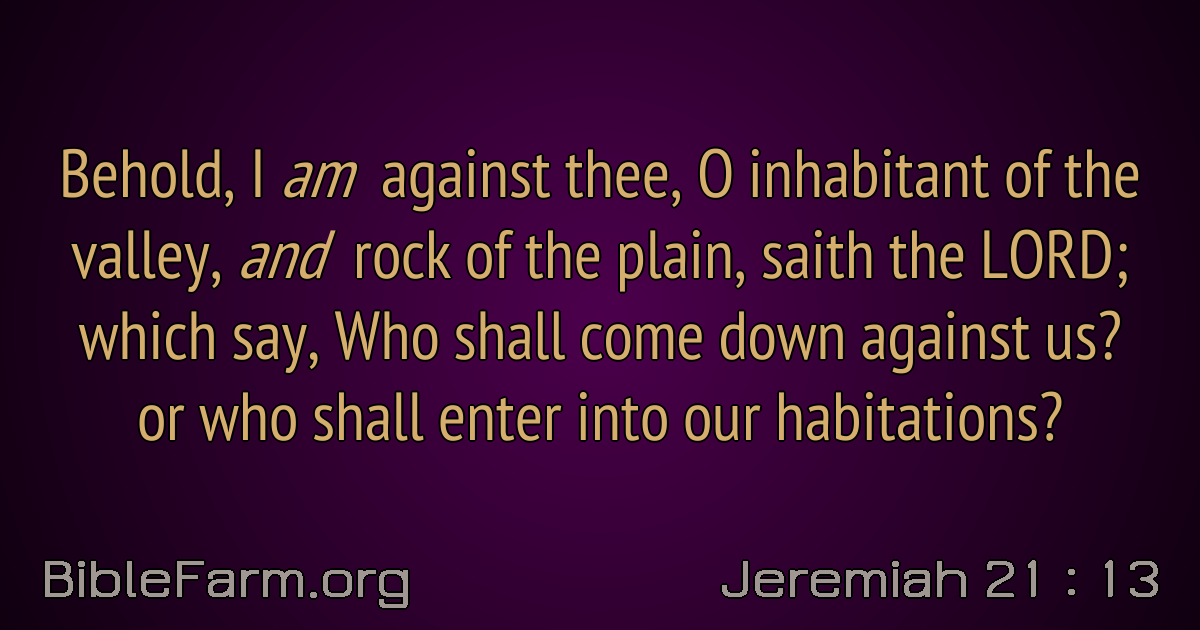 Behold, I am against thee, O inhabitant of the
valley, and rock of the plain, saith the LORD;
which say, Who shall come down against us?
or who shall enter into our habitations?
BibleFarm.org
Jeremiah 21 : 13